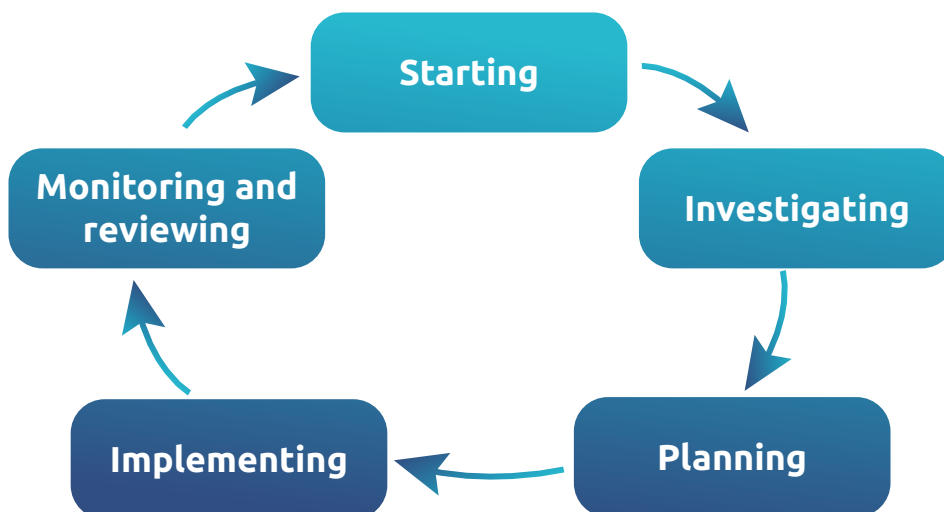 Starting
Investigating
Planning
Implementing
Monitoring and
reviewing